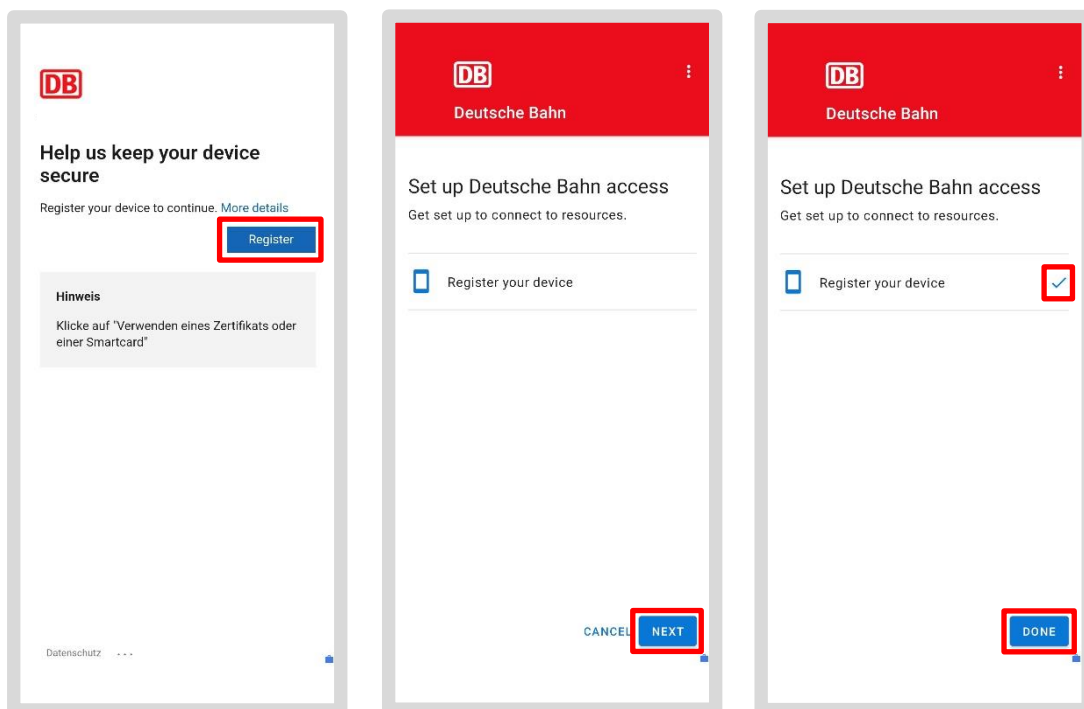 DB
Help us keep your device
secure
Register your device to continue. More details
Register
Hinweis
Klicke auf "Verwenden eines Zertifikats oder
einer Smartcard"
Datenschutz ...
DB
Deutsche Bahn
Set up Deutsche Bahn access
Get set up to connect to resources.
Register your device
CANCEL NEXT
DB
Deutsche Bahn
Set up Deutsche Bahn access
Get set up to connect to resources.
Register your device
DONE